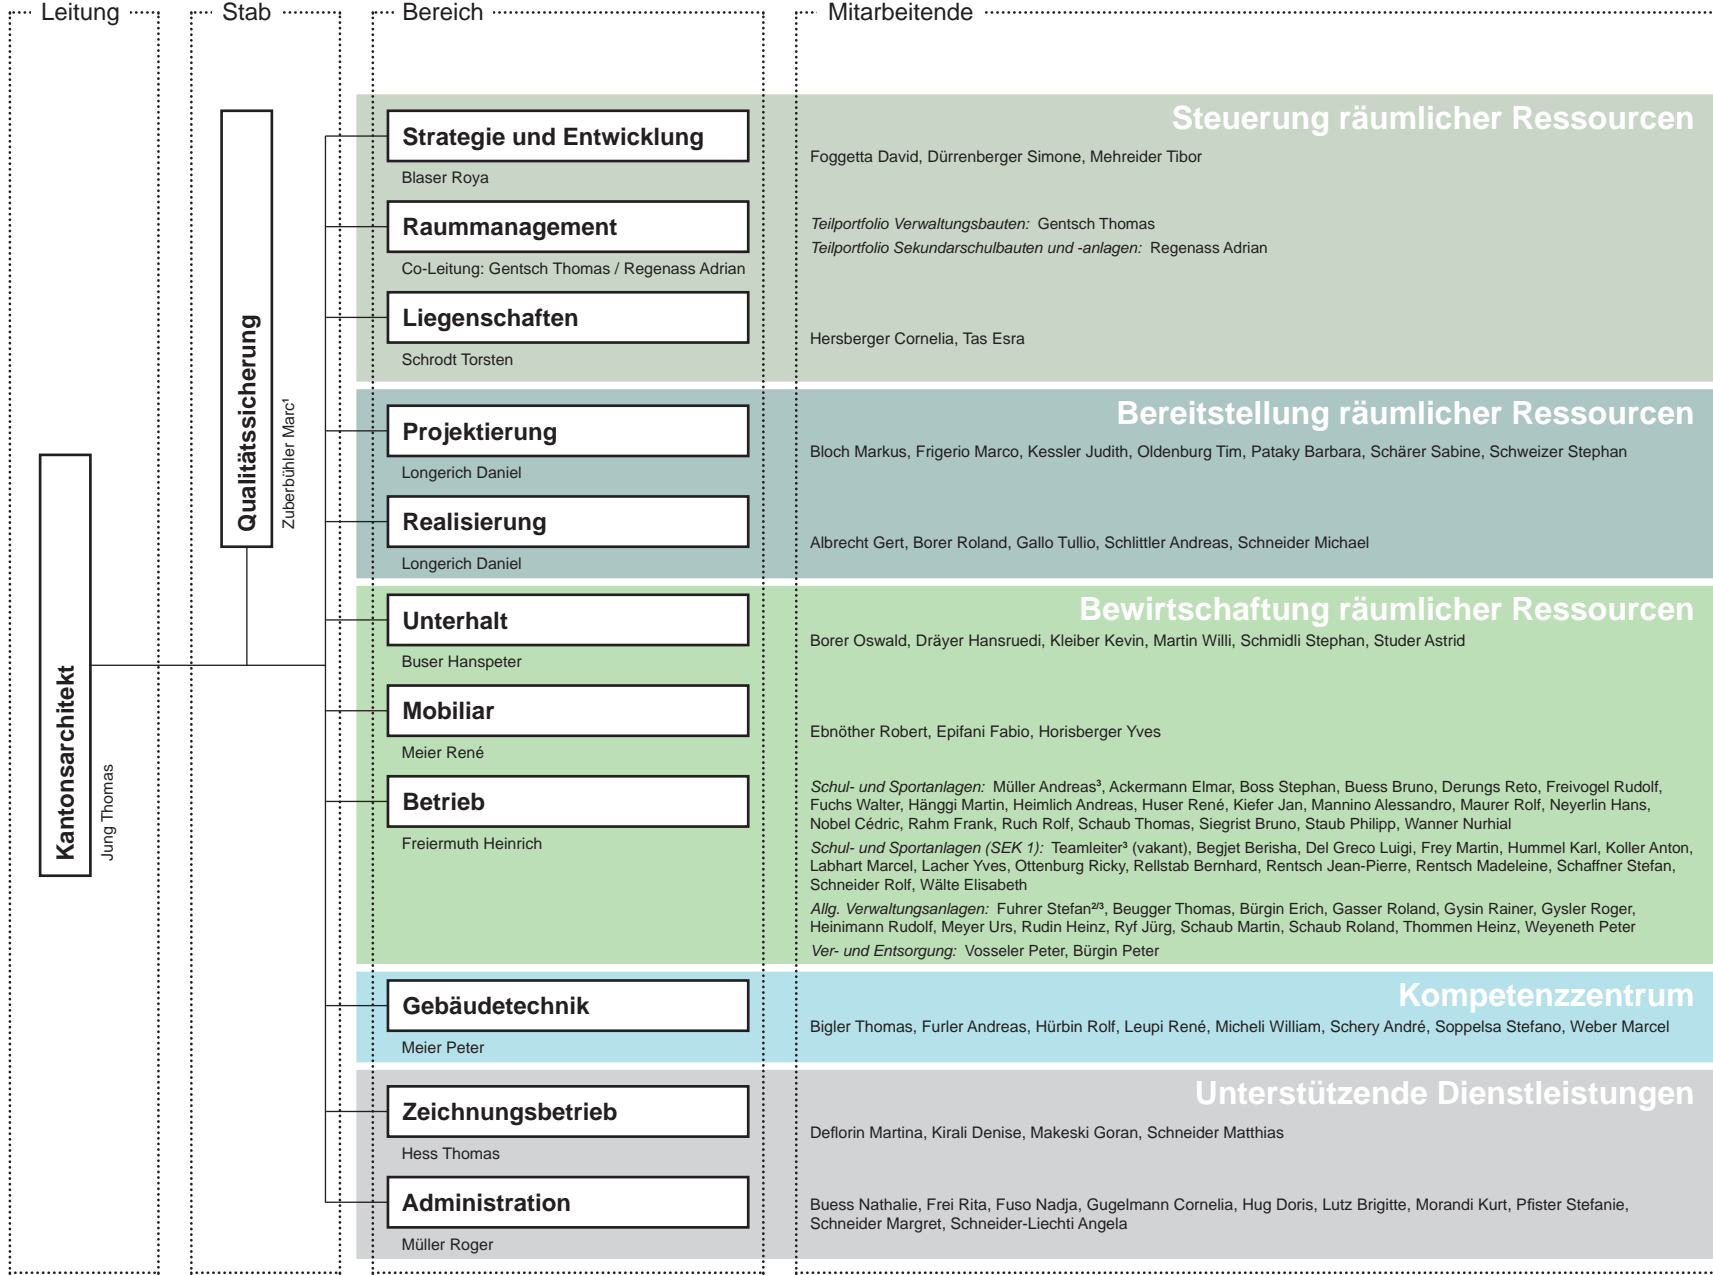 Leitung
Stab
Bereich
Mitarbeitende
Kantonsarchitekt
Jung Thomas
Qualitätssicherung
Zuberbühler Marc¹
Steuerung räumlicher Ressourcen
Strategie und Entwicklung
Blaser Roya
Foggetta David, Dürrenberger Simone, Mehreider Tibor
Raummanagement
Co-Leitung: Gentsch Thomas / Regenass Adrian
Teilportfolio Verwaltungsbauten: Gentsch Thomas
Teilportfolio Sekundarschulbauten und -anlagen: Regenass Adrian
Liegenschaften
Schrodt Torsten
Hersberger Cornelia, Tas Esra
Bereitstellung räumlicher Ressourcen
Projektierung
Longerich Daniel
Bloch Markus, Frigerio Marco, Kessler Judith, Oldenburg Tim, Pataky Barbara, Schärer Sabine, Schweizer Stephan
Realisierung
Longerich Daniel
Albrecht Gert, Borer Roland, Gallo Tullio, Schlittler Andreas, Schneider Michael
Bewirtschaftung räumlicher Ressourcen
Unterhalt
Buser Hanspeter
Borer Oswald, Dräyer Hansruedi, Kleiber Kevin, Martin Willi, Schmidli Stephan, Studer Astrid
Mobiliar
Meier René
Ebnöther Robert, Epifani Fabio, Horisberger Yves
Betrieb
Freiermuth Heinrich
Schul- und Sportanlagen: Müller Andreas³, Ackermann Elmar, Boss Stephan, Buess Bruno, Derungs Reto, Freivogel Rudolf,
Fuchs Walter, Hänggi Martin, Heimlich Andreas, Huser René, Kiefer Jan, Mannino Alessandro, Maurer Rolf, Neyerlin Hans,
Nobel Cédric, Rahm Frank, Ruch Rolf, Schaub Thomas, Siegrist Bruno, Staub Philipp, Wanner Nurhial
Schul- und Sportanlagen (SEK 1): Teamleiter³ (vakant), Begjet Berisha, Del Greco Luigi, Frey Martin, Hummel Karl, Koller Anton,
Labhart Marcel, Lacher Yves, Ottenburg Ricky, Rellstab Bernhard, Rentsch Jean-Pierre, Rentsch Madeleine, Schaffner Stefan,
Schneider Rolf, Wälte Elisabeth
Allg. Verwaltungsanlagen: Fuhrer Stefan²/³, Beugger Thomas, Bürgin Erich, Gasser Roland, Gysin Rainer, Gysler Roger,
Heinimann Rudolf, Meyer Urs, Rudin Heinz, Ryf Jürg, Schaub Martin, Schaub Roland, Thommen Heinz, Weyeneth Peter
Ver- und Entsorgung: Vosseler Peter, Bürgin Peter
Kompetenzzentrum
Gebäudetechnik
Meier Peter
Bigler Thomas, Furler Andreas, Hürbin Rolf, Leupi René, Micheli William, Schery André, Soppelsa Stefano, Weber Marcel
Unterstützende Dienstleistungen
Zeichnungsbetrieb
Hess Thomas
Deflorin Martina, Kirali Denise, Makeski Goran, Schneider Matthias
Administration
Müller Roger
Buess Nathalie, Frei Rita, Fuso Nadja, Gugelmann Cornelia, Hug Doris, Lutz Brigitte, Morandi Kurt, Pfister Stefanie,
Schneider Margret, Schneider-Liechti Angela